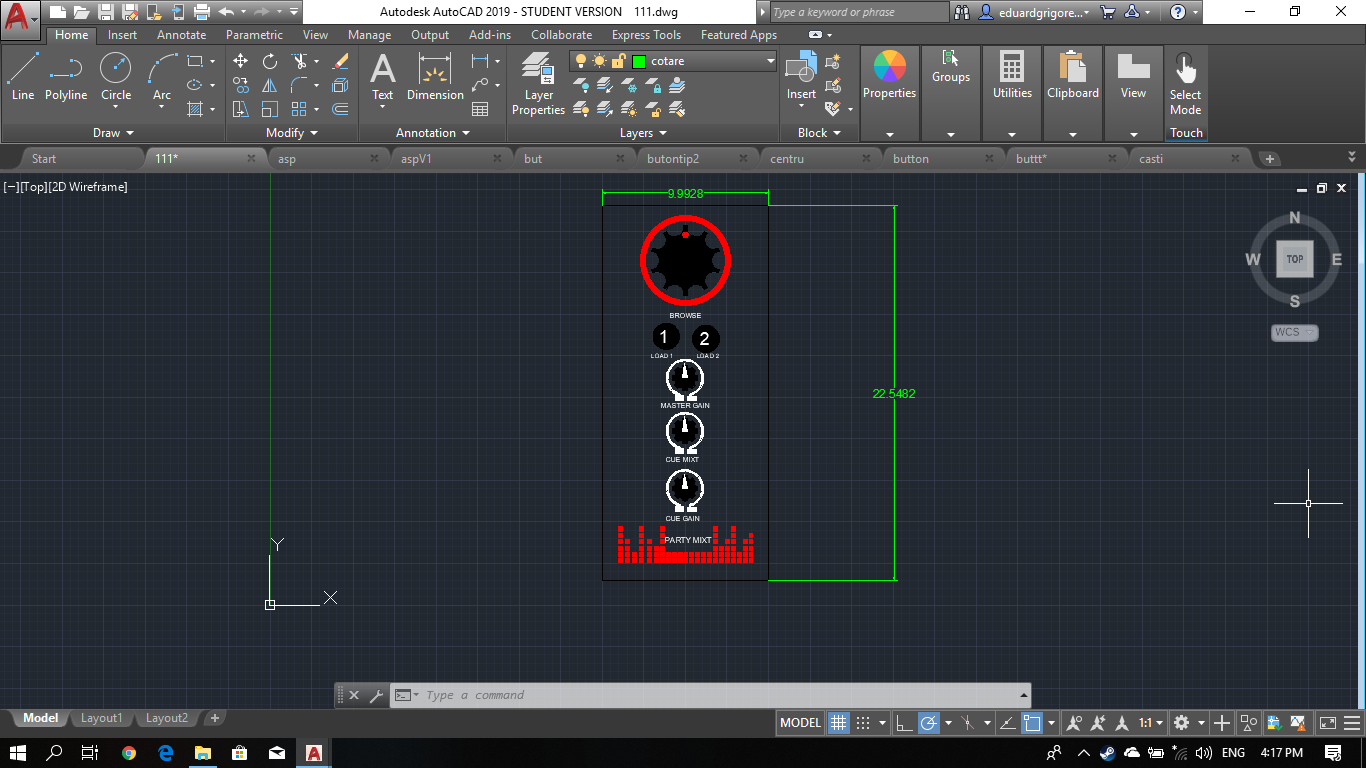 Autodesk AutoCAD 2019 - STUDENT VERSION 111.dwg
Type a keyword or phrase
eduardgrigore...
Home Insert Annotate Parametric View Manage Output Add-ins Collaborate Express Tools Featured Apps
cotare
Line Polyline Circle Arc Text Dimension Layer Properties Insert Properties Groups Utilities Clipboard View Select Mode
Draw Modify Annotation Layers Block Touch
Start 111* asp aspV1 but butontip2 centru button buttt* casti
[−][Top][2D Wireframe]
9.9928
N
W TOP E
S
WCS
BROWSE
1 2
LOAD 1 LOAD 2
22.5482
MASTER GAIN
CUE MIXT
CUE GAIN
PARTY MIXT
Y
X
Type a command
Model Layout1 Layout2
MODEL 1:1
ENG 4:17 PM